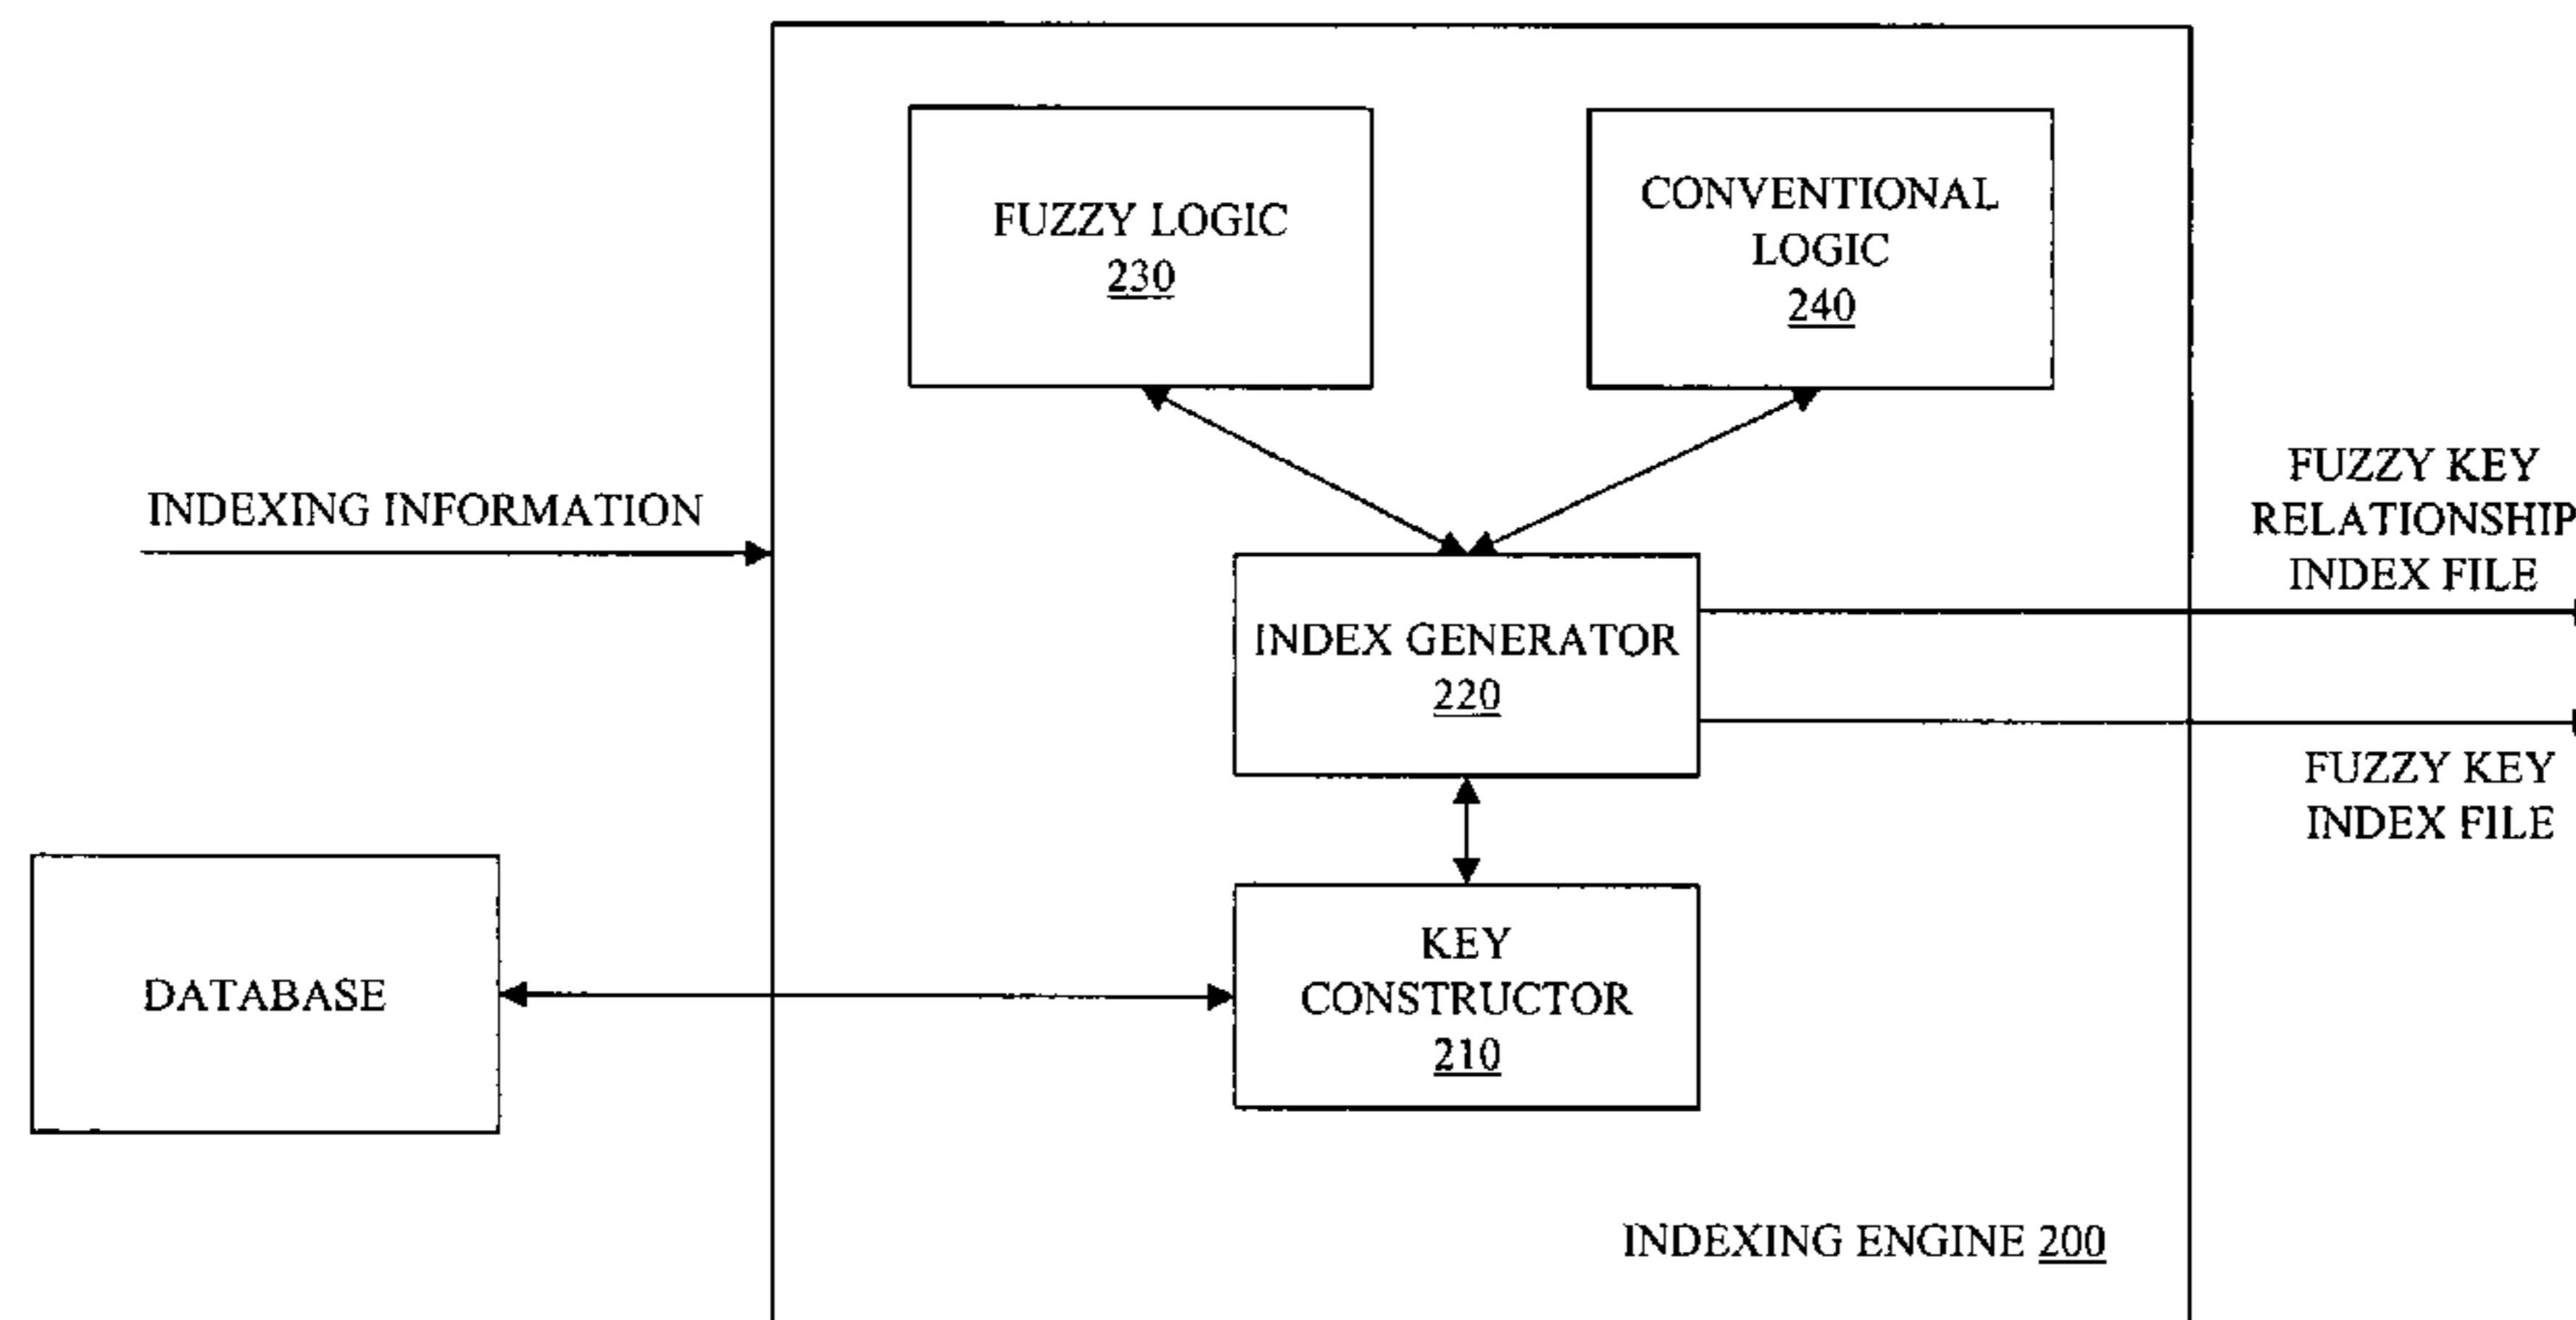 FUZZY LOGIC
230
CONVENTIONAL
LOGIC
240
INDEXING INFORMATION
FUZZY KEY
RELATIONSHIP
INDEX FILE
INDEX GENERATOR
220
FUZZY KEY
INDEX FILE
DATABASE
KEY
CONSTRUCTOR
210
INDEXING ENGINE 200